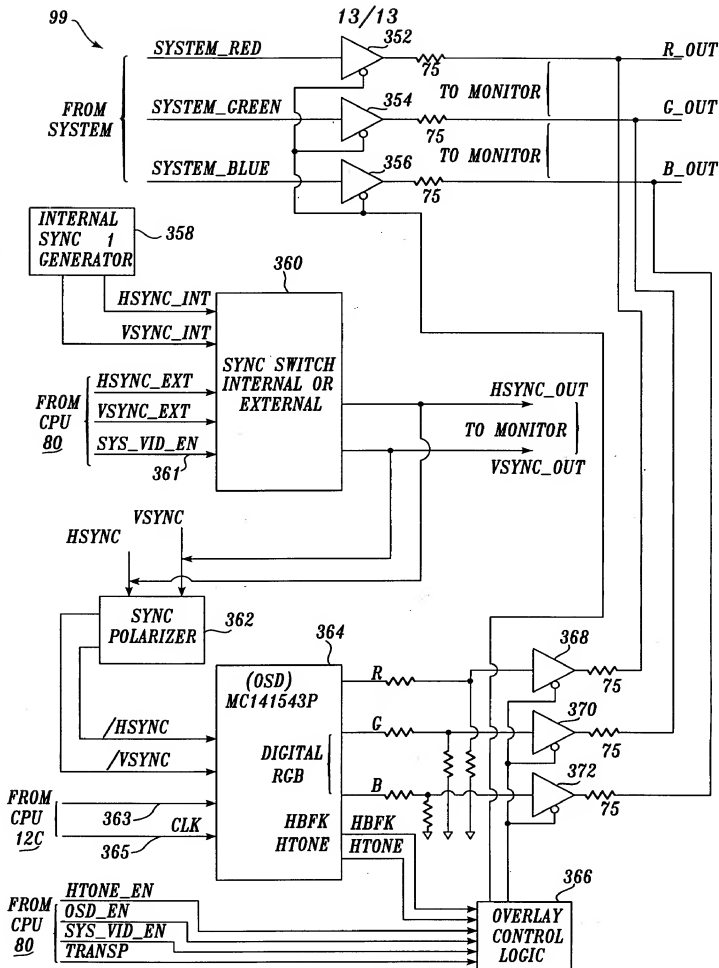 99
13/13
352
SYSTEM_RED
R_OUT
75
TO MONITOR
FROM
SYSTEM
354
SYSTEM_GREEN
G_OUT
75
TO MONITOR
356
SYSTEM_BLUE
B_OUT
75
INTERNAL
SYNC 1
GENERATOR
358
360
HSYNC_INT
VSYNC_INT
SYNC SWITCH
INTERNAL OR
EXTERNAL
FROM
CPU
80
HSYNC_EXT
VSYNC_EXT
SYS_VID_EN
361
HSYNC_OUT
TO MONITOR
VSYNC_OUT
VSYNC
HSYNC
SYNC
POLARIZER
362
364
(OSD)
MC141543P
R
368
75
/HSYNC
/VSYNC
G
370
75
DIGITAL
RGB
B
372
75
FROM
CPU
12C
363
CLK
365
HBFK
HTONE
HBFK
HTONE
366
FROM
CPU
80
HTONE_EN
OSD_EN
SYS_VID_EN
TRANSP
OVERLAY
CONTROL
LOGIC